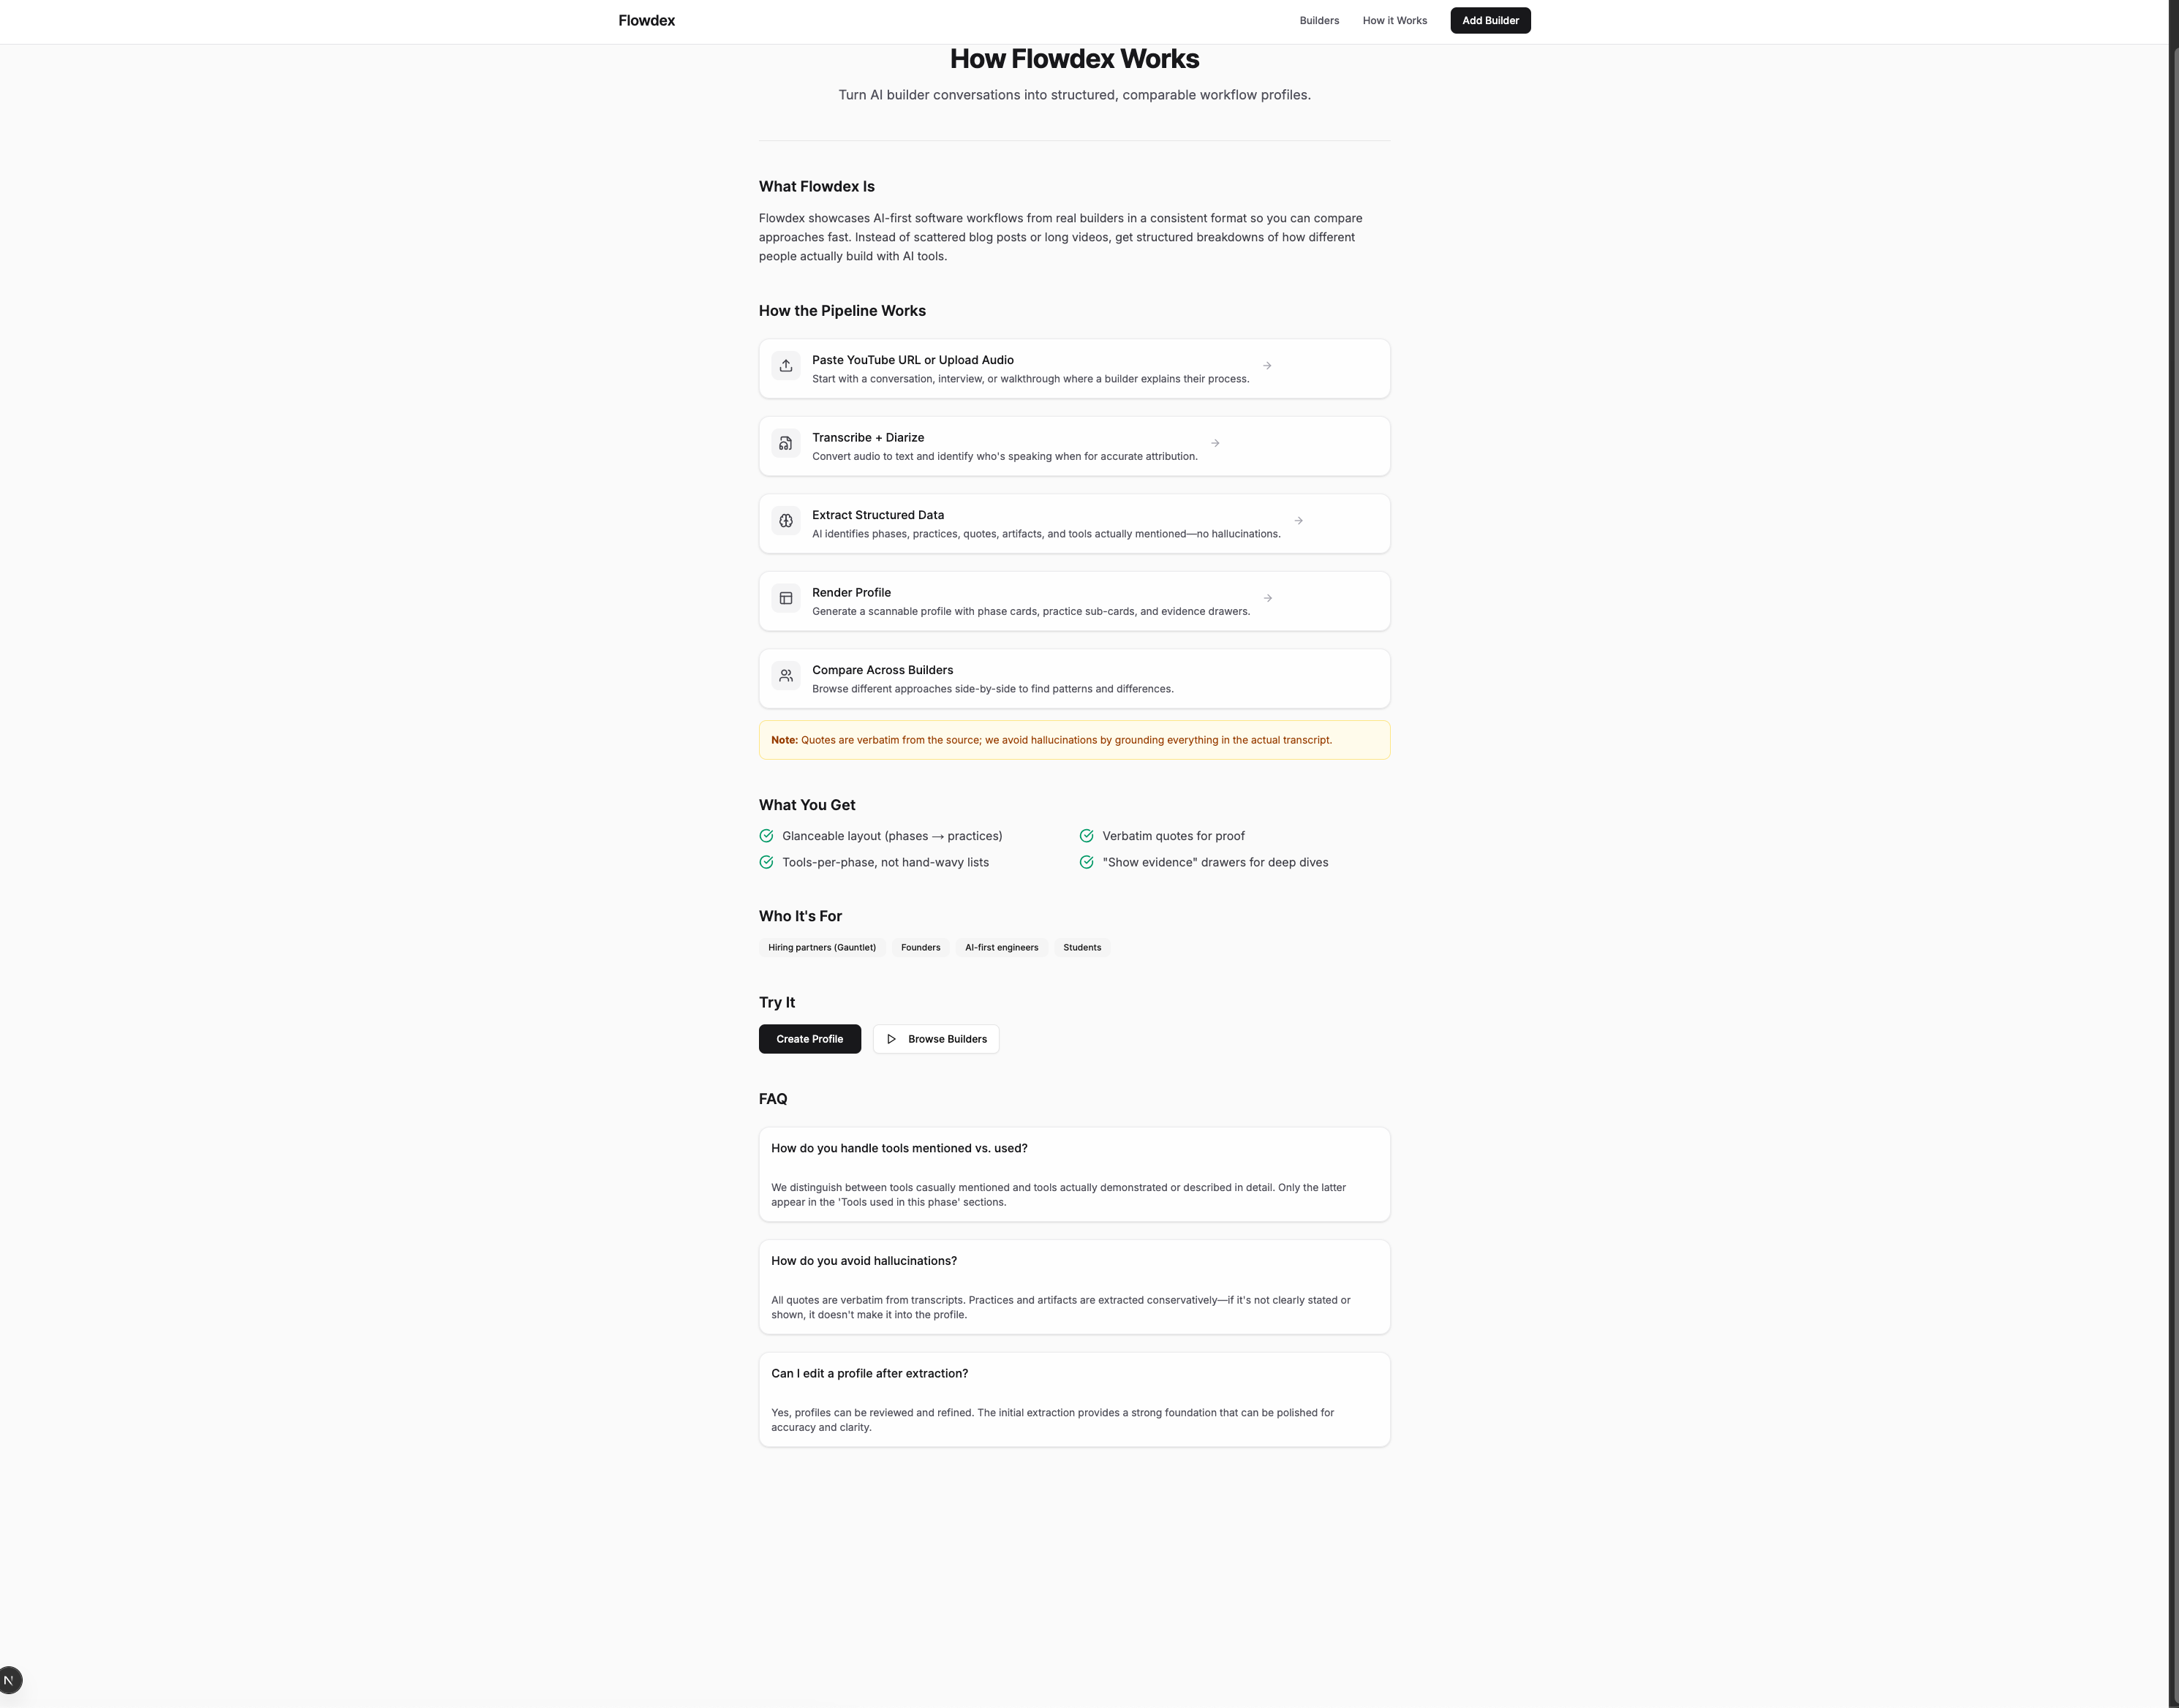 Flowdex
Builders
How it Works
Add Builder
How Flowdex Works
Turn AI builder conversations into structured, comparable workflow profiles.
What Flowdex Is
Flowdex showcases AI-first software workflows from real builders in a consistent format so you can compare
approaches fast. Instead of scattered blog posts or long videos, get structured breakdowns of how different
people actually build with AI tools.
How the Pipeline Works
Paste YouTube URL or Upload Audio
Start with a conversation, interview, or walkthrough where a builder explains their process.
Transcribe + Diarize
Convert audio to text and identify who's speaking when for accurate attribution.
Extract Structured Data
AI identifies phases, practices, quotes, artifacts, and tools actually mentioned—no hallucinations.
Render Profile
Generate a scannable profile with phase cards, practice sub-cards, and evidence drawers.
Compare Across Builders
Browse different approaches side-by-side to find patterns and differences.
Note: Quotes are verbatim from the source; we avoid hallucinations by grounding everything in the actual transcript.
What You Get
Glanceable layout (phases → practices)
Verbatim quotes for proof
Tools-per-phase, not hand-wavy lists
"Show evidence" drawers for deep dives
Who It's For
Hiring partners (Gauntlet)
Founders
AI-first engineers
Students
Try It
Create Profile
Browse Builders
FAQ
How do you handle tools mentioned vs. used?
We distinguish between tools casually mentioned and tools actually demonstrated or described in detail. Only the latter
appear in the 'Tools used in this phase' sections.
How do you avoid hallucinations?
All quotes are verbatim from transcripts. Practices and artifacts are extracted conservatively—if it's not clearly stated or
shown, it doesn't make it into the profile.
Can I edit a profile after extraction?
Yes, profiles can be reviewed and refined. The initial extraction provides a strong foundation that can be polished for
accuracy and clarity.
N